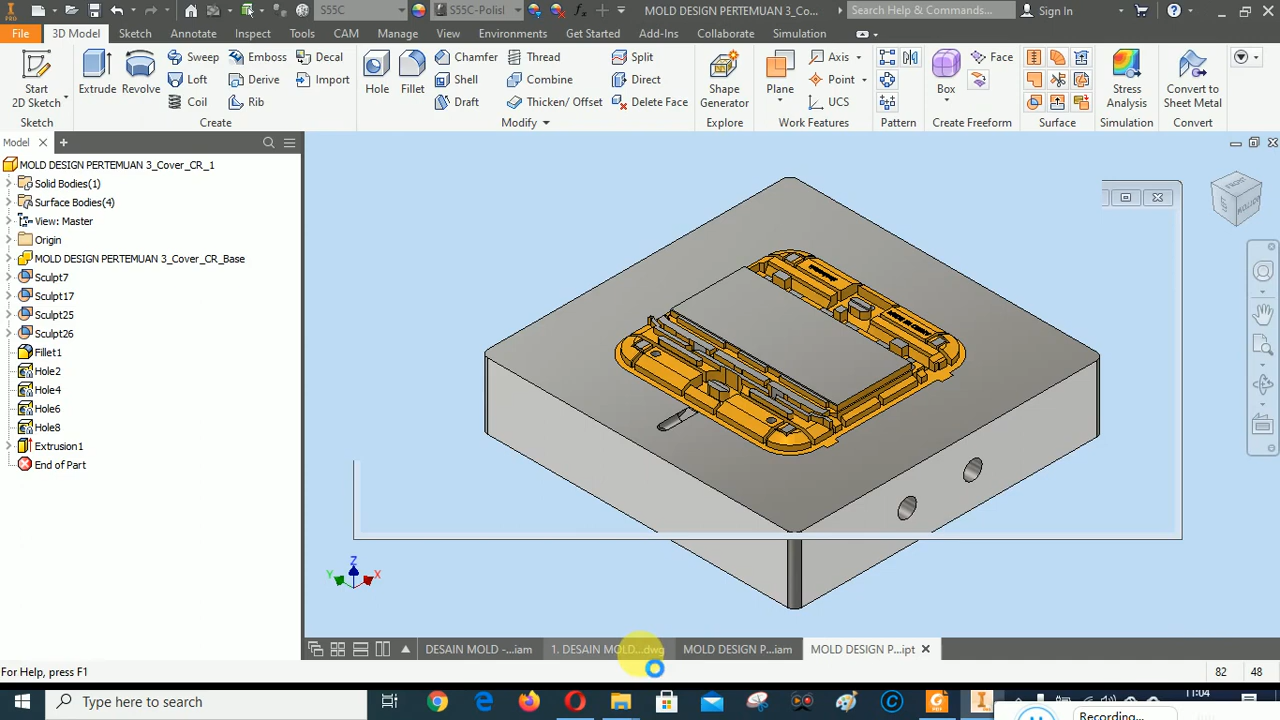 PRO
S55C
S55C-Polisl
fx
MOLD DESIGN PERTEMUAN 3_Co...
Search Help & Commands...
Sign In
File
3D Model
Sketch
Annotate
Inspect
Tools
CAM
Manage
View
Environments
Get Started
Add-Ins
Collaborate
Simulation
Start
2D Sketch
Extrude
Revolve
Sweep
Loft
Coil
Emboss
Derive
Rib
Decal
Import
Hole
Fillet
Chamfer
Shell
Draft
Thread
Combine
Thicken/ Offset
Split
Direct
Delete Face
Shape
Generator
Plane
Axis
Point
UCS
Box
Face
Stress
Analysis
Convert to
Sheet Metal
Sketch
Create
Modify
Explore
Work Features
Pattern
Create Freeform
Surface
Simulation
Convert
Model
MOLD DESIGN PERTEMUAN 3_Cover_CR_1
Solid Bodies(1)
Surface Bodies(4)
View: Master
Origin
MOLD DESIGN PERTEMUAN 3_Cover_CR_Base
Sculpt7
Sculpt17
Sculpt25
Sculpt26
Fillet1
Hole2
Hole4
Hole6
Hole8
Extrusion1
End of Part
FRONT
BOTTOM
Z
Y
X
DESAIN MOLD -...iam
1. DESAIN MOLD...dwg
MOLD DESIGN P...iam
MOLD DESIGN P...ipt
For Help, press F1
82
48
Type here to search
11:04
Recording...